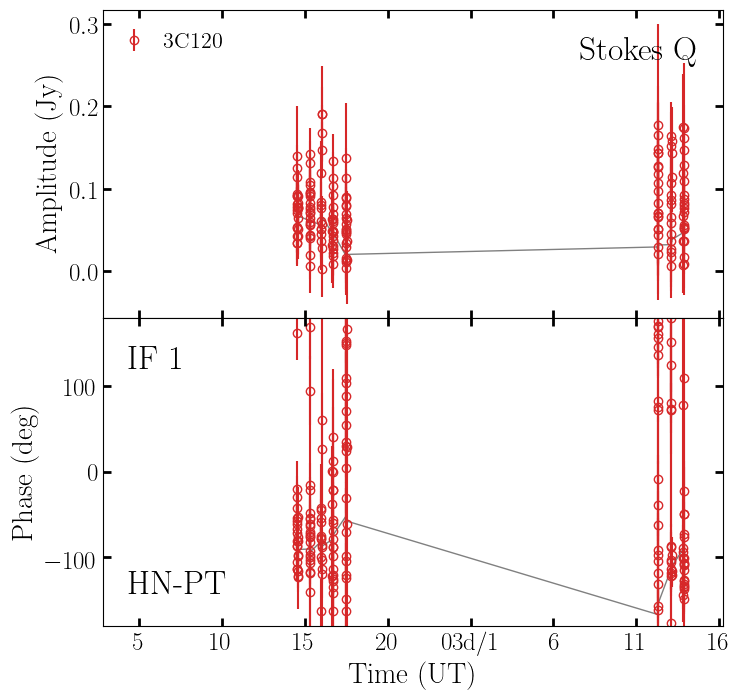 0.3
3C120
Stokes Q
0.2
0.1
0.0
Amplitude (Jy)
IF 1
100
0
−100
Phase (deg)
HN-PT
5 10 15 20 03d/1 6 11 16
Time (UT)